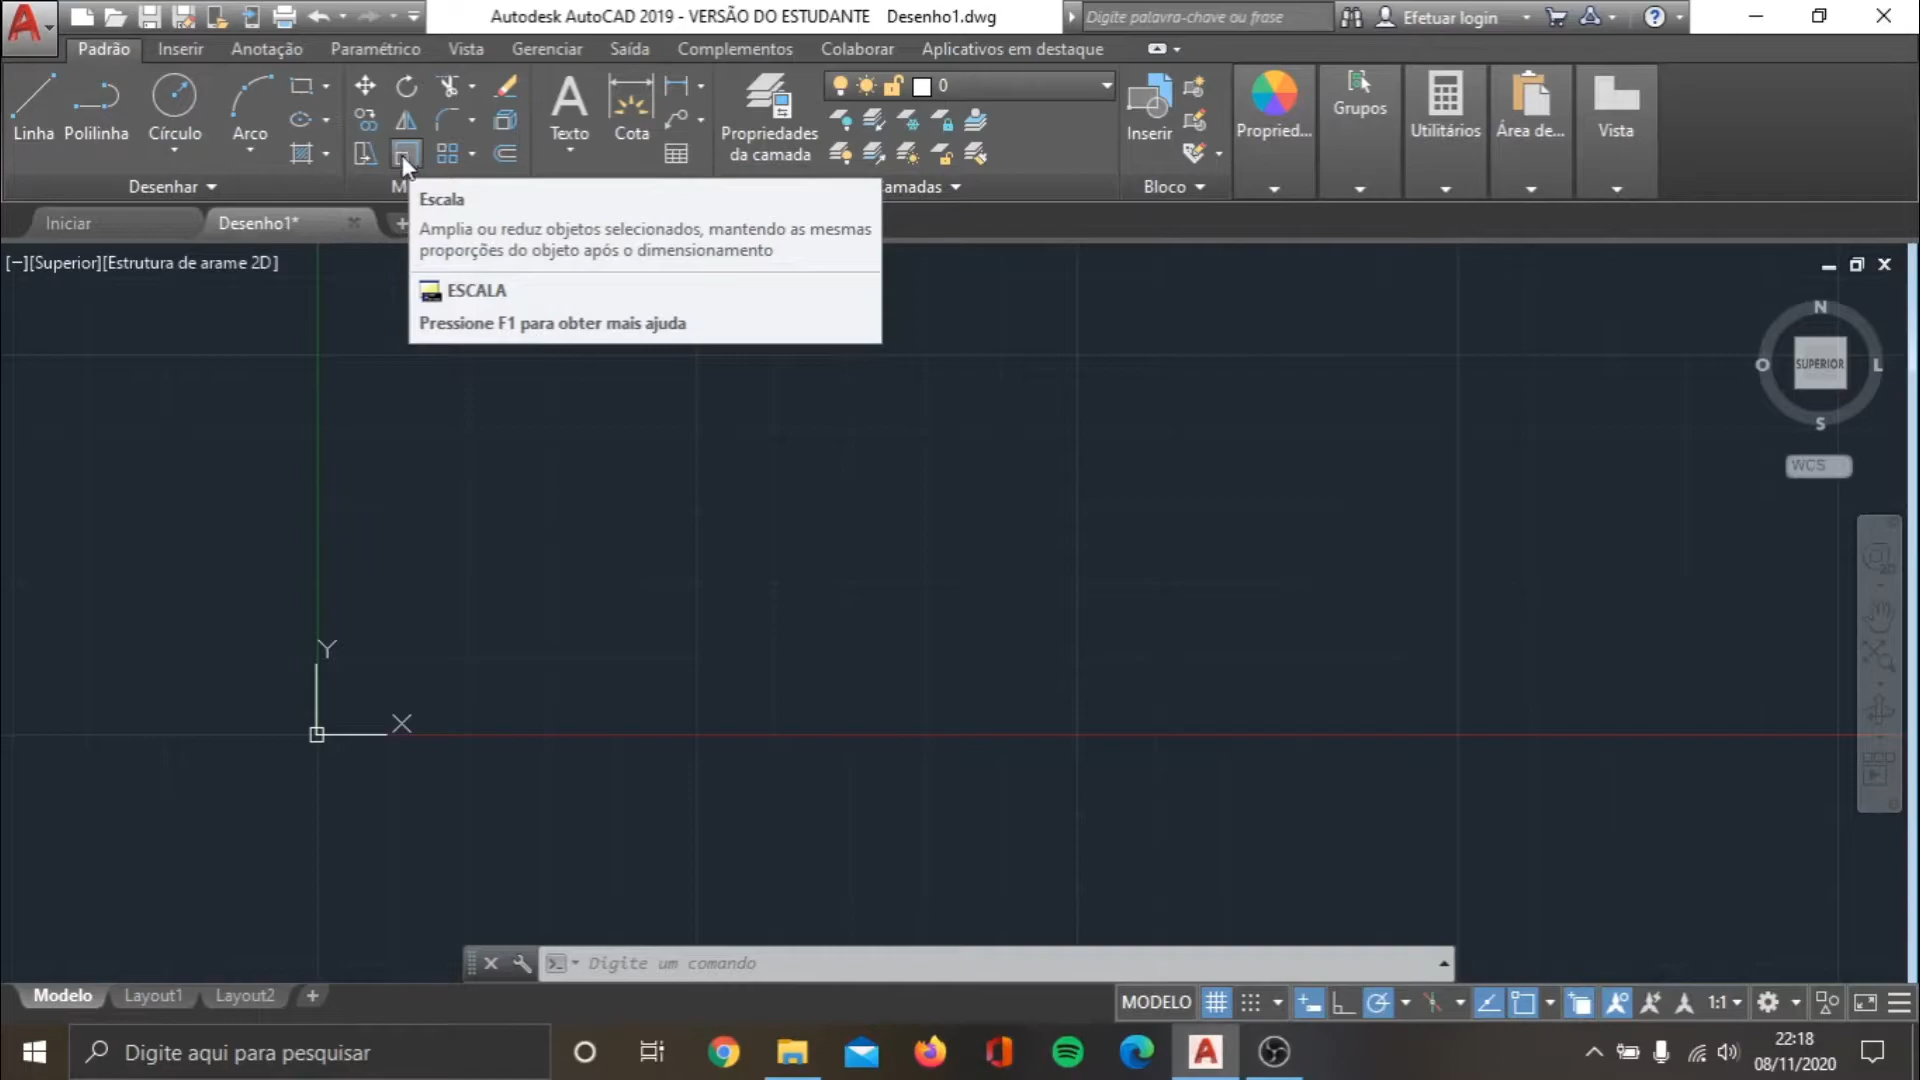 Autodesk AutoCAD 2019 - VERSÃO DO ESTUDANTE Desenho1.dwg
Digite palavra-chave ou frase
Efetuar login
Padrão Inserir Anotação Paramétrico Vista Gerenciar Saída Complementos Colaborar Aplicativos em destaque
0
Linha Polilinha Círculo Arco
Texto Cota
Propriedades
da camada
Inserir
Propried...
Grupos
Utilitários
Área de...
Vista
Desenhar
M
amadas
Bloco
Iniciar
Desenho1*
Escala
Amplia ou reduz objetos selecionados, mantendo as mesmas
proporções do objeto após o dimensionamento
ESCALA
Pressione F1 para obter mais ajuda
[−][Superior][Estrutura de arame 2D]
N
O SUPERIOR L
S
WCS
Y
X
Digite um comando
Modelo Layout1 Layout2
MODELO
1:1
Digite aqui para pesquisar
22:18
08/11/2020